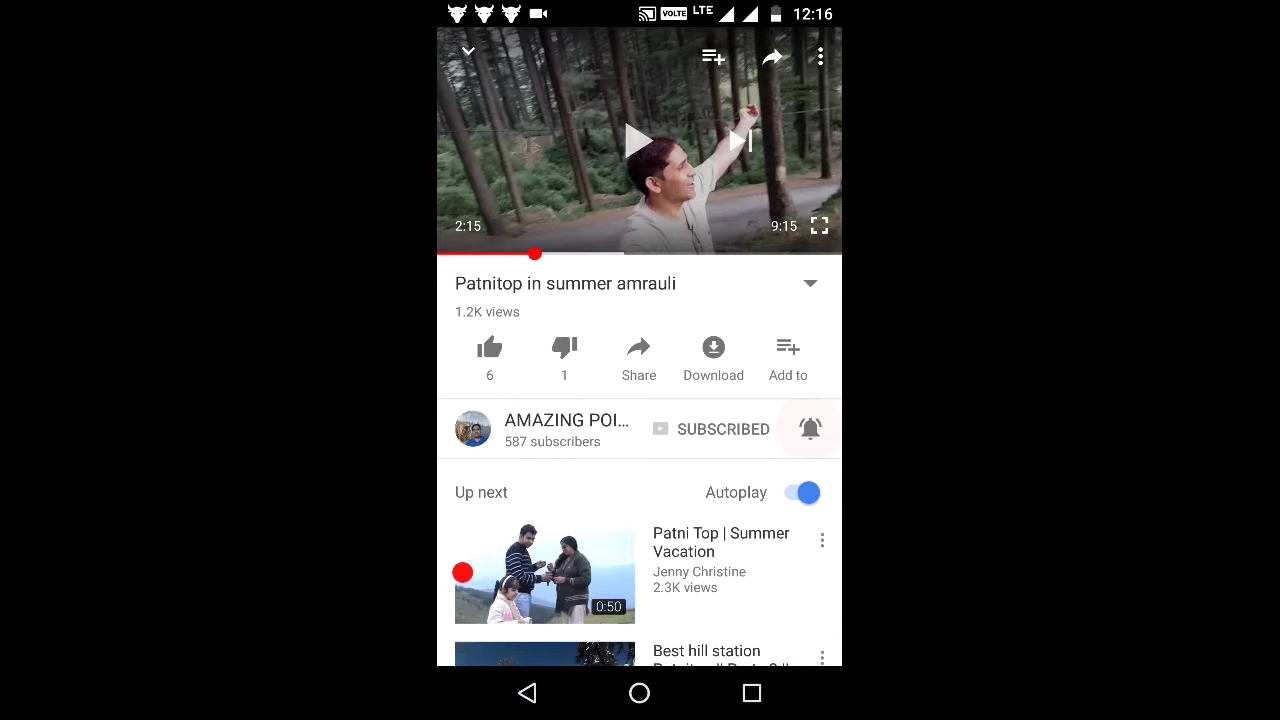 VOLTE LTE 12:16
2:15 9:15
Patnitop in summer amrauli
1.2K views
6 1 Share Download Add to
AMAZING POI... SUBSCRIBED
587 subscribers
Up next Autoplay
Patni Top | Summer
Vacation
Jenny Christine
2.3K views
0:50
Best hill station